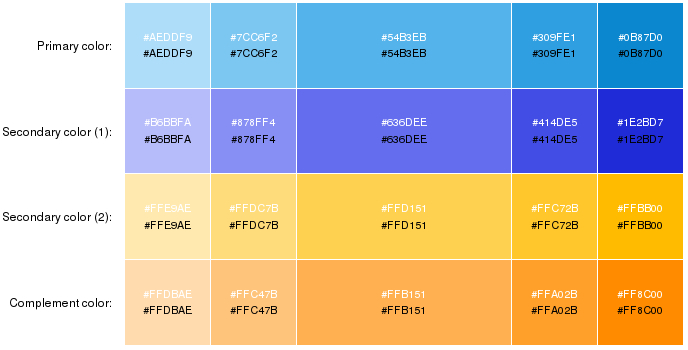 Primary color:
#AEDDF9 #7CC6F2 #54B3EB #309FE1 #0B87D0
#AEDDF9 #7CC6F2 #54B3EB #309FE1 #0B87D0
Secondary color (1):
#B6BBFA #878FF4 #636DEE #414DE5 #1E2BD7
#B6BBFA #878FF4 #636DEE #414DE5 #1E2BD7
Secondary color (2):
#FFE9AE #FFDC7B #FFD151 #FFC72B #FFBB00
#FFE9AE #FFDC7B #FFD151 #FFC72B #FFBB00
Complement color:
#FFDBAE #FFC47B #FFB151 #FFA02B #FF8C00
#FFDBAE #FFC47B #FFB151 #FFA02B #FF8C00